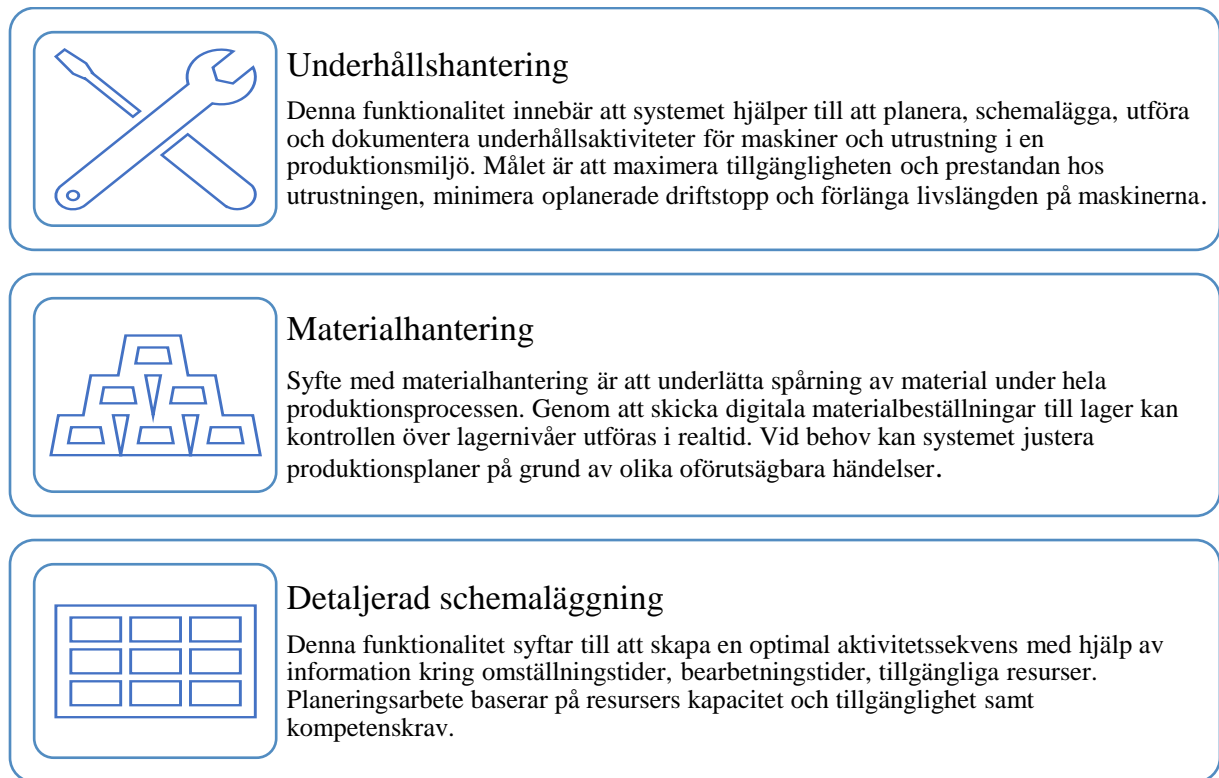 Underhållshantering
Denna funktionalitet innebär att systemet hjälper till att planera, schemalägga, utföra
och dokumentera underhållsaktiviteter för maskiner och utrustning i en
produktionsmiljö. Målet är att maximera tillgängligheten och prestandan hos
utrustningen, minimera oplanerade driftstopp och förlänga livslängden på maskinerna.
Materialhantering
Syfte med materialhantering är att underlätta spårning av material under hela
produktionsprocessen. Genom att skicka digitala materialbeställningar till lager kan
kontrollen över lagernivåer utföras i realtid. Vid behov kan systemet justera
produktionsplaner på grund av olika oförutsägbara händelser.
Detaljerad schemaläggning
Denna funktionalitet syftar till att skapa en optimal aktivitetssekvens med hjälp av
information kring omställningstider, bearbetningstider, tillgängliga resurser.
Planeringsarbete baserar på resursers kapacitet och tillgänglighet samt
kompetenskrav.